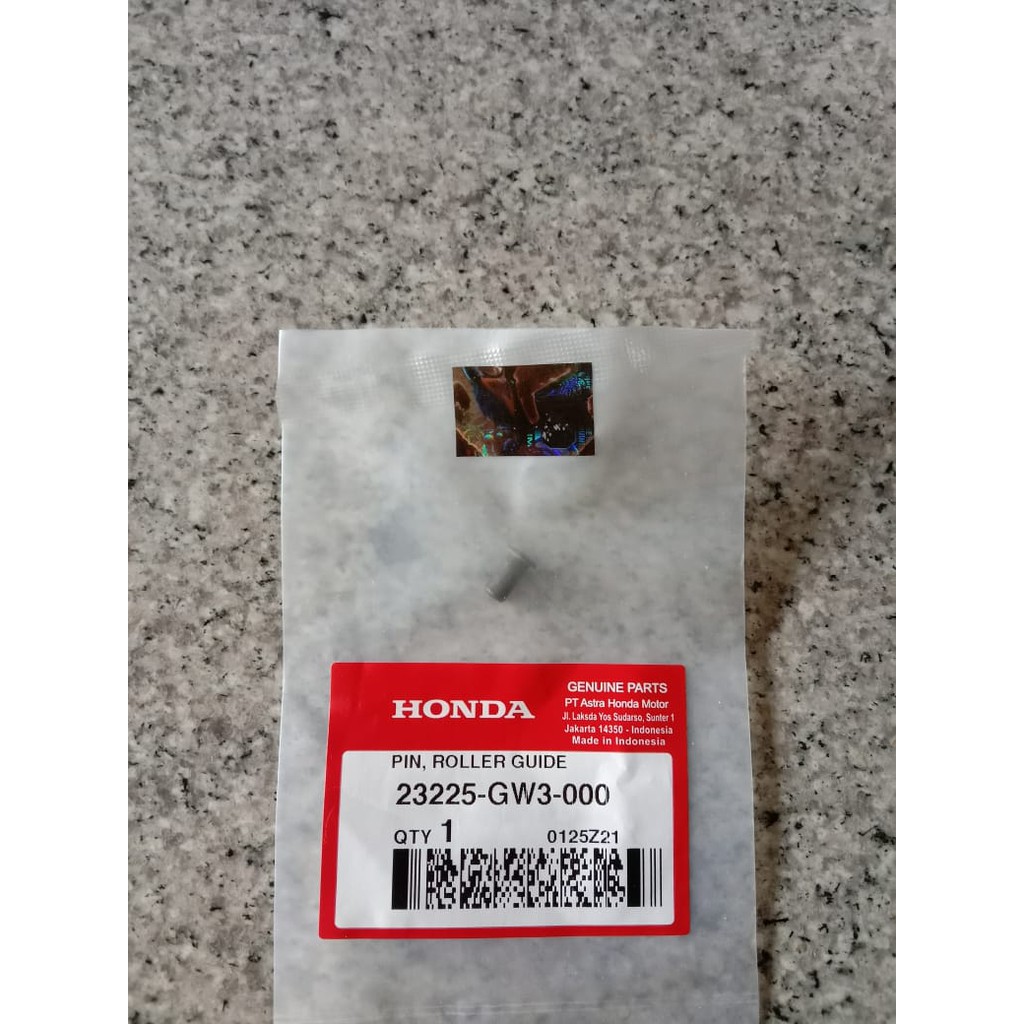 HONDA
GENUINE PARTS
PT Astra Honda Motor
Jl. Laksda Yos Sudarso, Sunter 1
Jakarta 14350 - Indonesia
Made in Indonesia
PIN, ROLLER GUIDE
23225-GW3-000
QTY 1 0125Z21